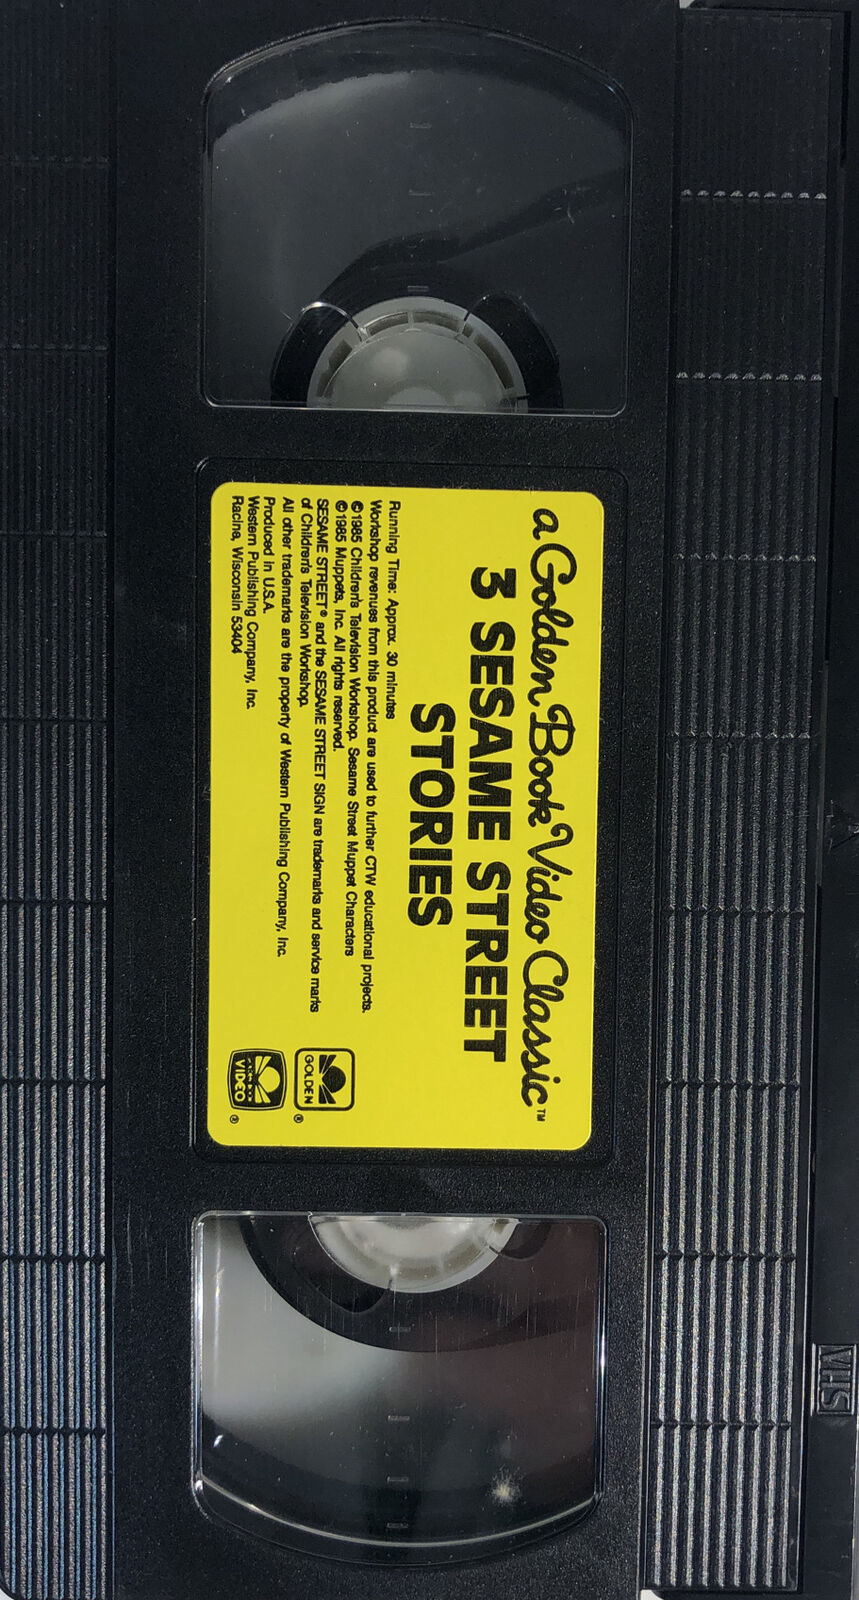 a Golden Book Video Classic™
3 SESAME STREET
STORIES
Running Time: Approx. 30 minutes
Workshop revenues from this product are used to further CTW educational projects.
©1985 Children's Television Workshop. Sesame Street Muppet Characters
©1985 Muppets, Inc. All rights reserved.
SESAME STREET® and the SESAME STREET SIGN are trademarks and service marks
of Children's Television Workshop.
All other trademarks are the property of Western Publishing Company, Inc.
Produced in U.S.A.
Western Publishing Company, Inc.
Racine, Wisconsin 53404
GOLDEN
®
VIDEO
®
VHS